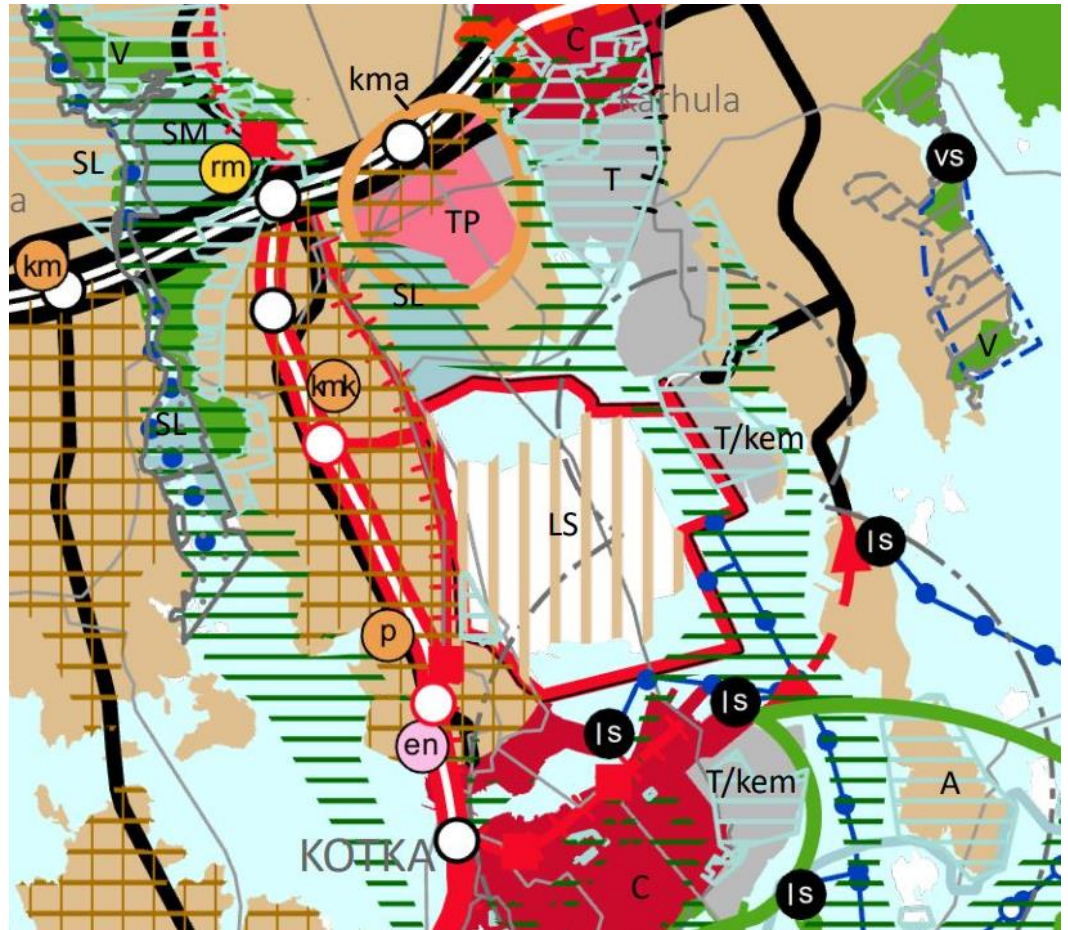 C
V
kma
Karhula
SM
SL
rm
vs
T
a
TP
km
SL
V
kmk
SL
T/kem
LS
ls
p
ls
ls
en
T/kem
A
KOTKA
C
ls